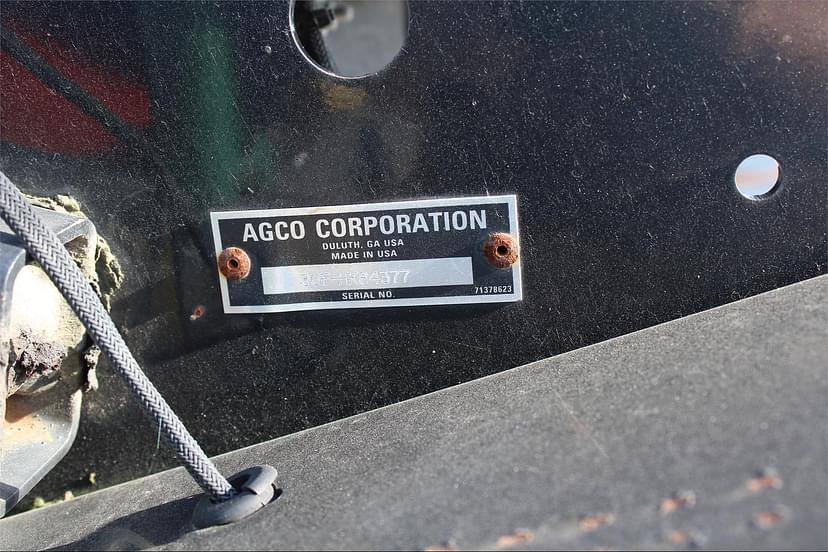 AGCO CORPORATION
DULUTH, GA USA
MADE IN USA
SERIAL NO.
71378623